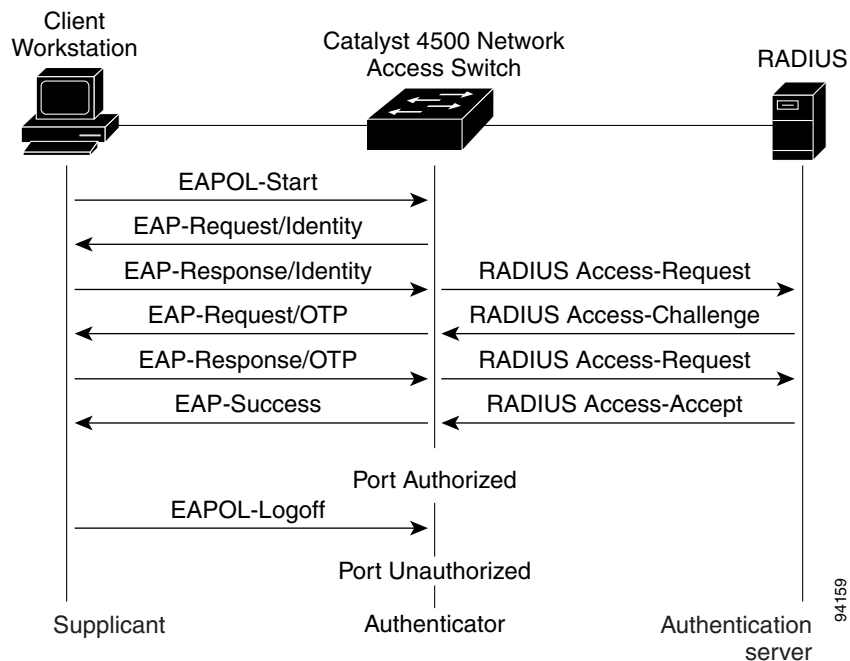 Client
Workstation
Catalyst 4500 Network
Access Switch
RADIUS
EAPOL-Start
EAP-Request/Identity
EAP-Response/Identity
RADIUS Access-Request
EAP-Request/OTP
RADIUS Access-Challenge
EAP-Response/OTP
RADIUS Access-Request
EAP-Success
RADIUS Access-Accept
Port Authorized
EAPOL-Logoff
Port Unauthorized
Supplicant
Authenticator
Authentication
server
94159